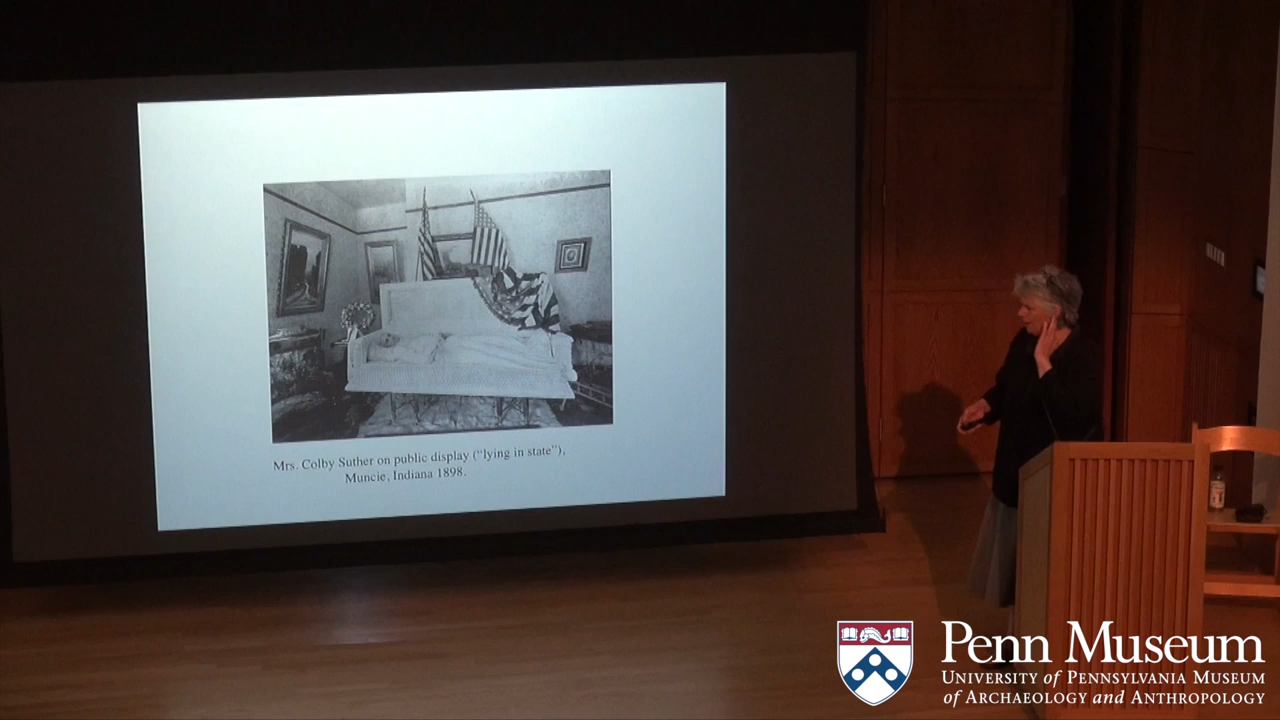 Mrs. Colby Suther on public display (“lying in state”),
Muncie, Indiana 1898.
Penn Museum
UNIVERSITY of PENNSYLVANIA MUSEUM
of ARCHAEOLOGY and ANTHROPOLOGY